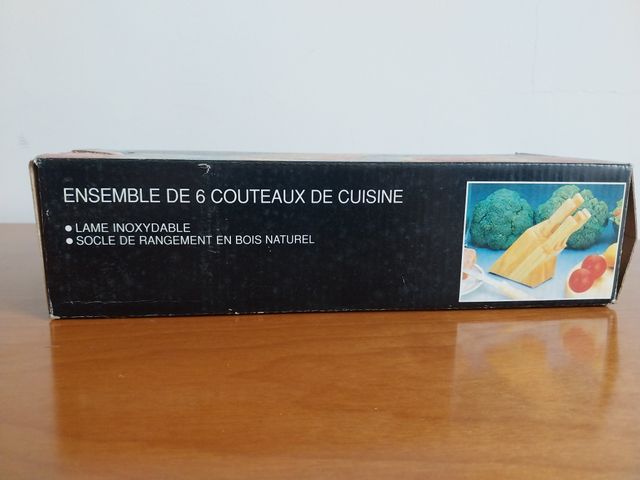 ENSEMBLE DE 6 COUTEAUX DE CUISINE
● LAME INOXYDABLE
● SOCLE DE RANGEMENT EN BOIS NATUREL